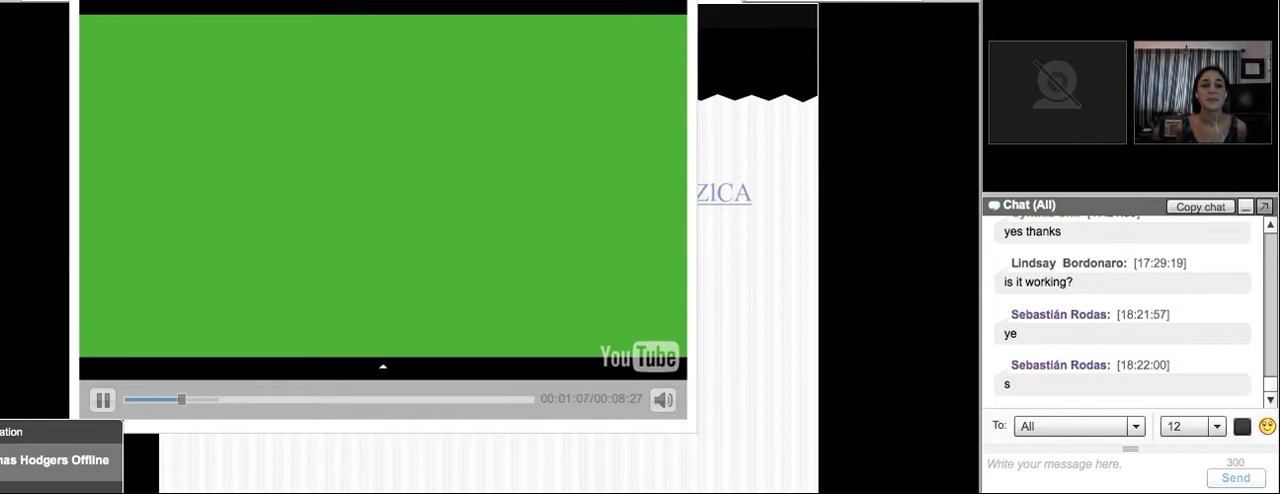 ZICA
YouTube
00:01:07/00:08:27
ation
nas Hodgers Offline
Chat (All)
Copy chat
yes thanks
Lindsay Bordonaro: [17:29:19]
is it working?
Sebastián Rodas: [18:21:57]
ye
Sebastián Rodas: [18:22:00]
s
To: All 12
Write your message here. 300
Send